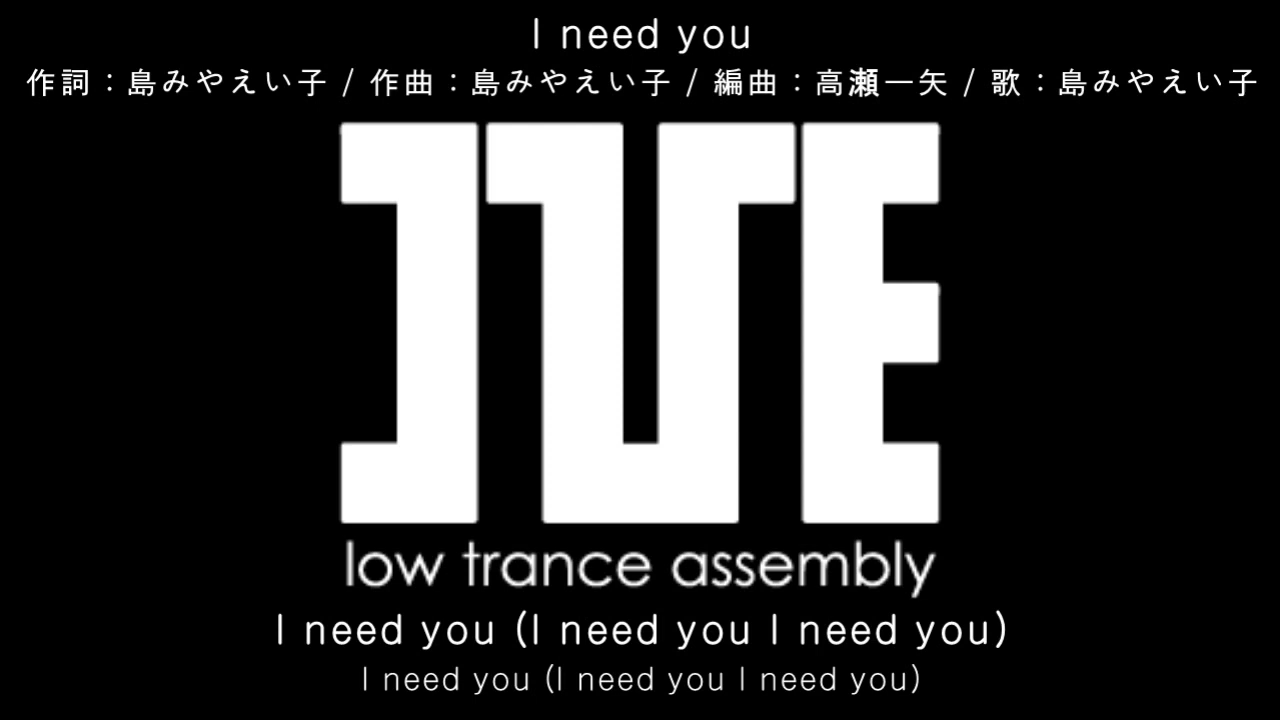 I need you
作詞：島みやえい子 / 作曲：島みやえい子 / 編曲：高瀬一矢 / 歌：島みやえい子
IVE
low trance assembly
I need you (I need you I need you)
I need you (I need you I need you)